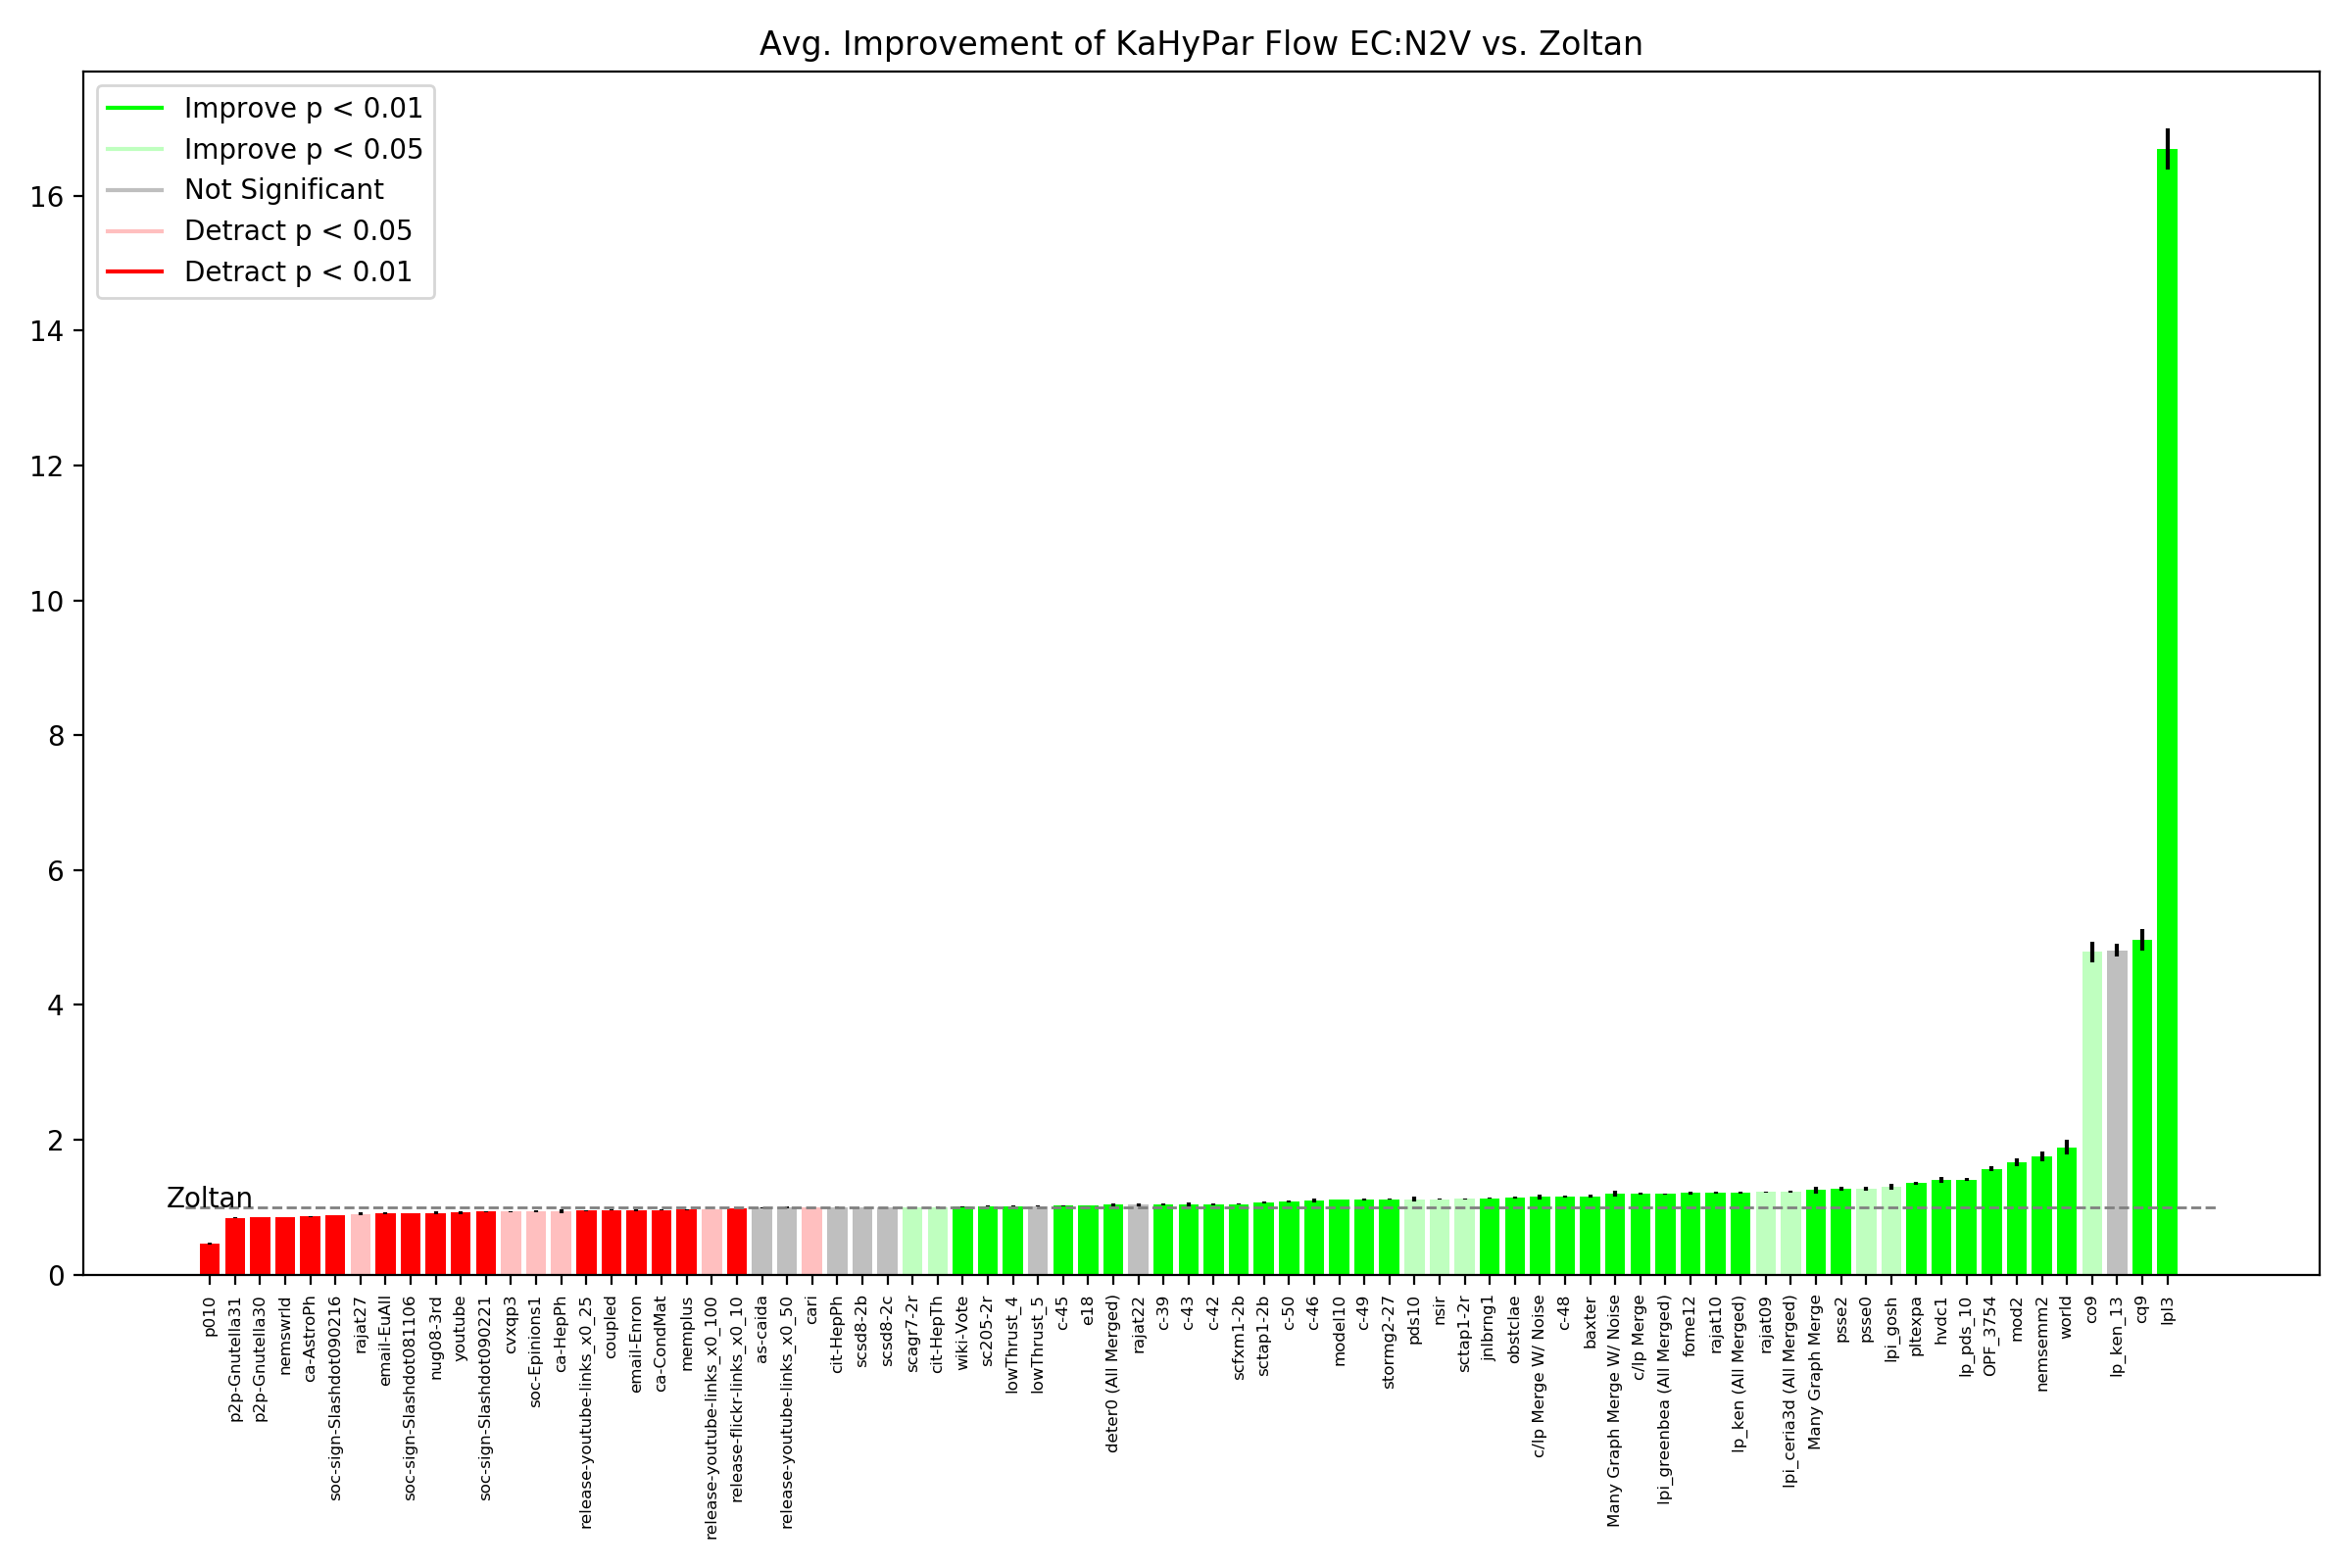 Avg. Improvement of KaHyPar Flow EC:N2V vs. Zoltan
Improve p < 0.01
Improve p < 0.05
Not Significant
Detract p < 0.05
Detract p < 0.01
16
14
12
10
8
6
4
2
0
Zoltan
p010
p2p-Gnutella31
p2p-Gnutella30
nemswrld
ca-AstroPh
soc-sign-Slashdot090216
rajat27
email-EuAll
soc-sign-Slashdot081106
nug08-3rd
youtube
soc-sign-Slashdot090221
cvxqp3
soc-Epinions1
ca-HepPh
release-youtube-links_x0_25
coupled
email-Enron
ca-CondMat
memplus
release-youtube-links_x0_100
release-flickr-links_x0_10
as-caida
release-youtube-links_x0_50
cari
cit-HepPh
scsd8-2b
scsd8-2c
scagr7-2r
cit-HepTh
wiki-Vote
sc205-2r
lowThrust_4
lowThrust_5
c-45
e18
deter0 (All Merged)
rajat22
c-39
c-43
c-42
scfxm1-2b
sctap1-2b
c-50
c-46
model10
c-49
stormg2-27
pds10
nsir
sctap1-2r
jnlbrng1
obstclae
c/lp Merge W/ Noise
c-48
baxter
Many Graph Merge W/ Noise
c/lp Merge
lpi_greenbea (All Merged)
fome12
rajat10
lp_ken (All Merged)
rajat09
lpi_ceria3d (All Merged)
Many Graph Merge
psse2
psse0
lpi_gosh
pltexpa
hvdc1
lp_pds_10
OPF_3754
mod2
nemsemm2
world
co9
lp_ken_13
cq9
lpl3